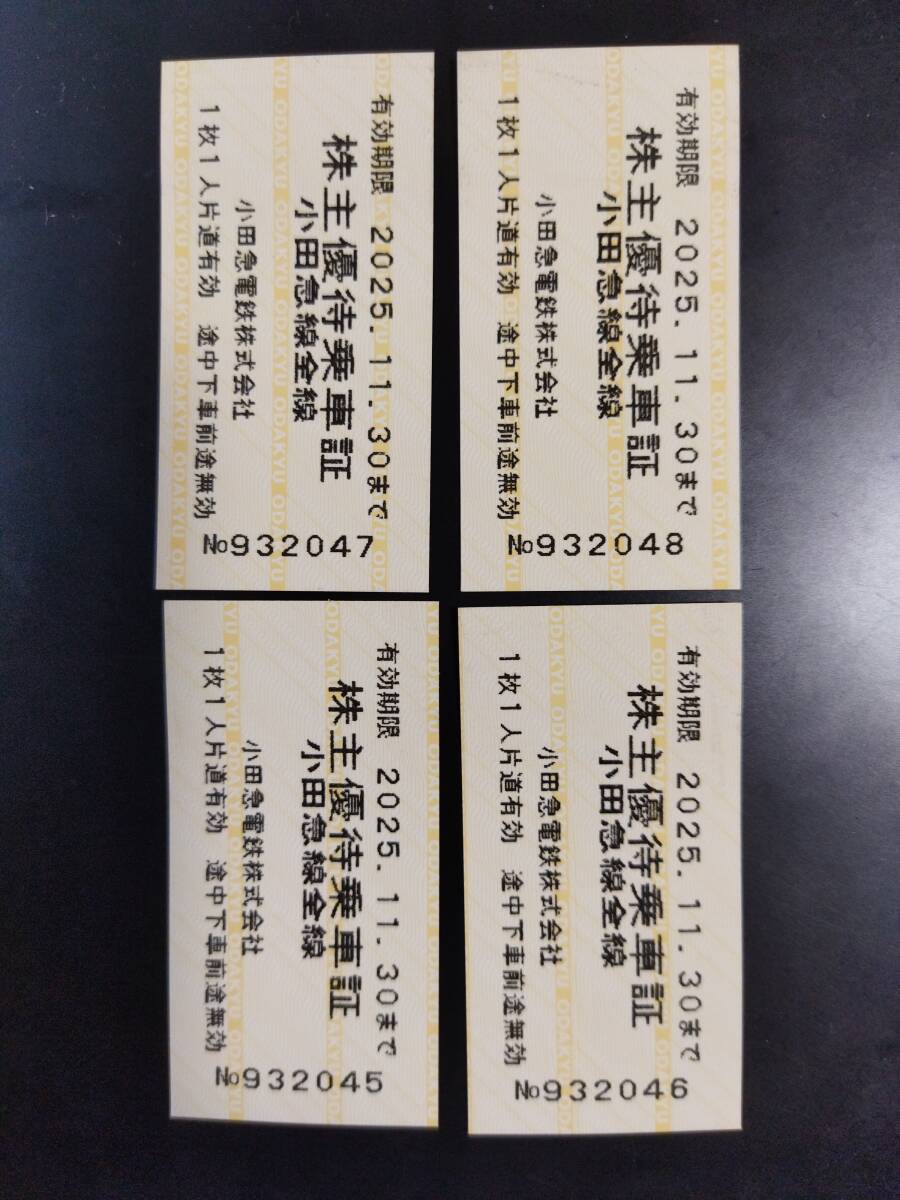 有効期限 2025.11.30まで
株主優待乗車証
小田急線全線
小田急電鉄株式会社
1枚1人片道有効 途中下車前途無効
№932047
有効期限 2025.11.30まで
株主優待乗車証
小田急線全線
小田急電鉄株式会社
1枚1人片道有効 途中下車前途無効
№932048
有効期限 2025.11.30まで
株主優待乗車証
小田急線全線
小田急電鉄株式会社
1枚1人片道有効 途中下車前途無効
№932045
有効期限 2025.11.30まで
株主優待乗車証
小田急線全線
小田急電鉄株式会社
1枚1人片道有効 途中下車前途無効
№932046